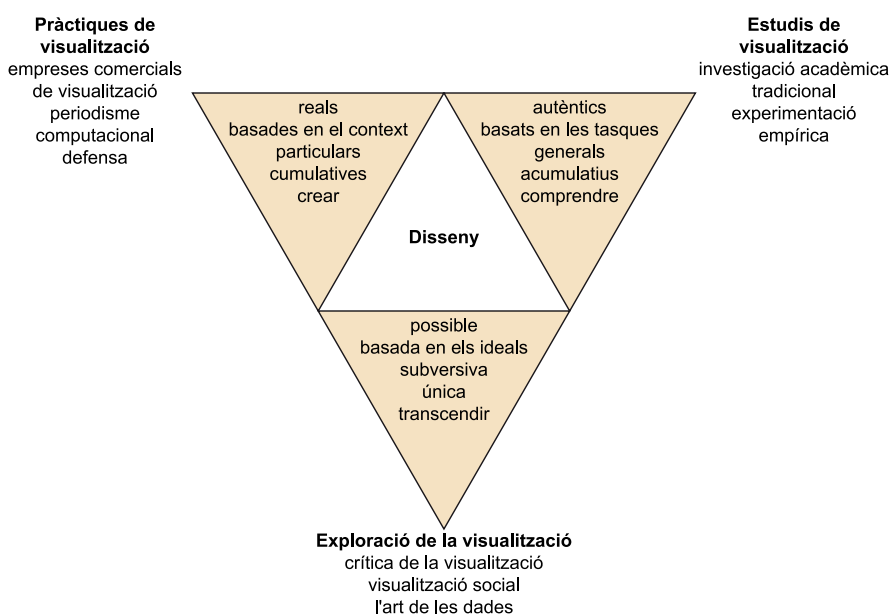 Pràctiques de
visualització
empreses comercials
de visualització
periodisme
computacional
defensa
Estudis de
visualització
investigació acadèmica
tradicional
experimentació
empírica
reals
basades en el context
particulars
cumulatives
crear
autèntics
basats en les tasques
generals
acumulatius
comprendre
Disseny
possible
basada en els ideals
subversiva
única
transcendir
Exploració de la visualització
crítica de la visualització
visualització social
l'art de les dades